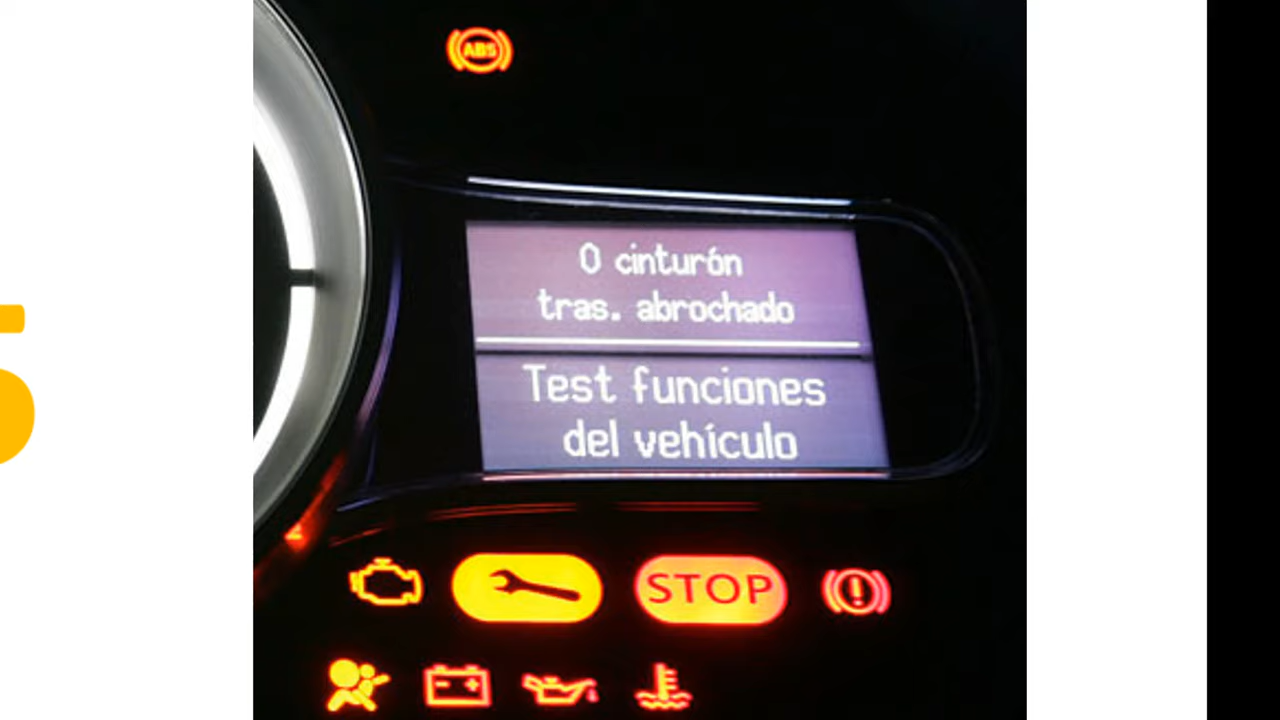 ABS
0 cinturón
tras. abrochado
Test funciones
del vehículo
STOP